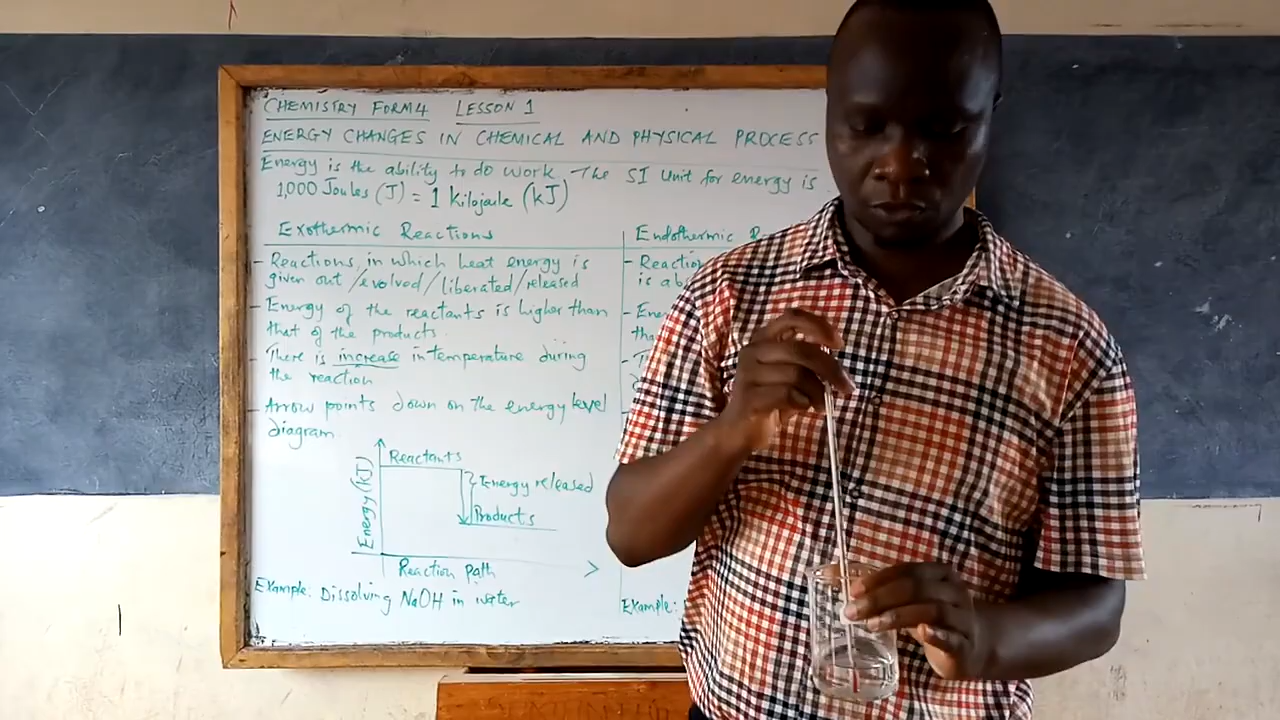 CHEMISTRY FORM 4 LESSON 1
ENERGY CHANGES IN CHEMICAL AND PHYSICAL PROCESS
Energy is the ability to do work. The SI Unit for energy is
1,000 Joules (J) = 1 Kilojoule (kJ)
Exothermic Reactions
- Reactions in which heat energy is
given out /evolved/liberated/released
- Energy of the reactants is higher than
that of the products.
- There is increase in temperature during
the reaction
- Arrow points down on the energy level
diagram.
Energy (kJ)
Reactants
Energy released
Products
Reaction path
Example: Dissolving NaOH in water
Endothermic
- Reaction
is
-
-
Example: